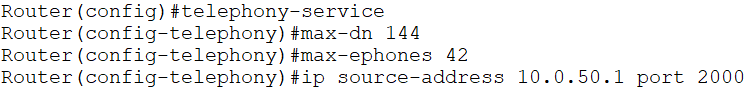 Router(config)#telephony-service
Router(config-telephony)#max-dn 144
Router(config-telephony)#max-ephones 42
Router(config-telephony)#ip source-address 10.0.50.1 port 2000